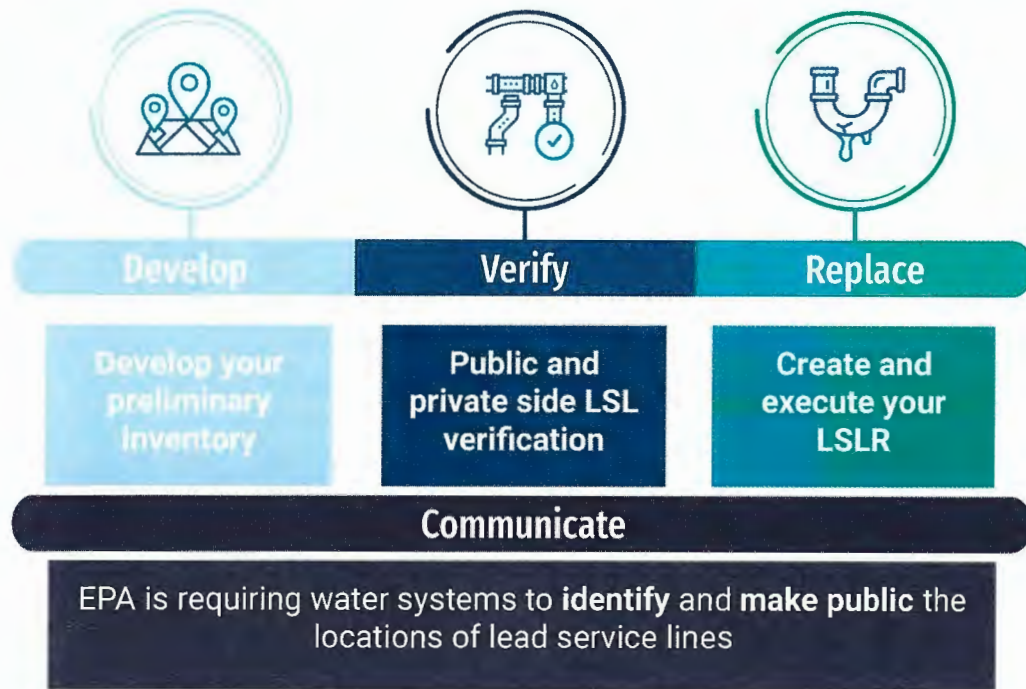 Develop
Verify
Replace
Develop your
preliminary
inventory
Public and
private side LSL
verification
Create and
execute your
LSLR
Communicate
EPA is requiring water systems to identify and make public the
locations of lead service lines